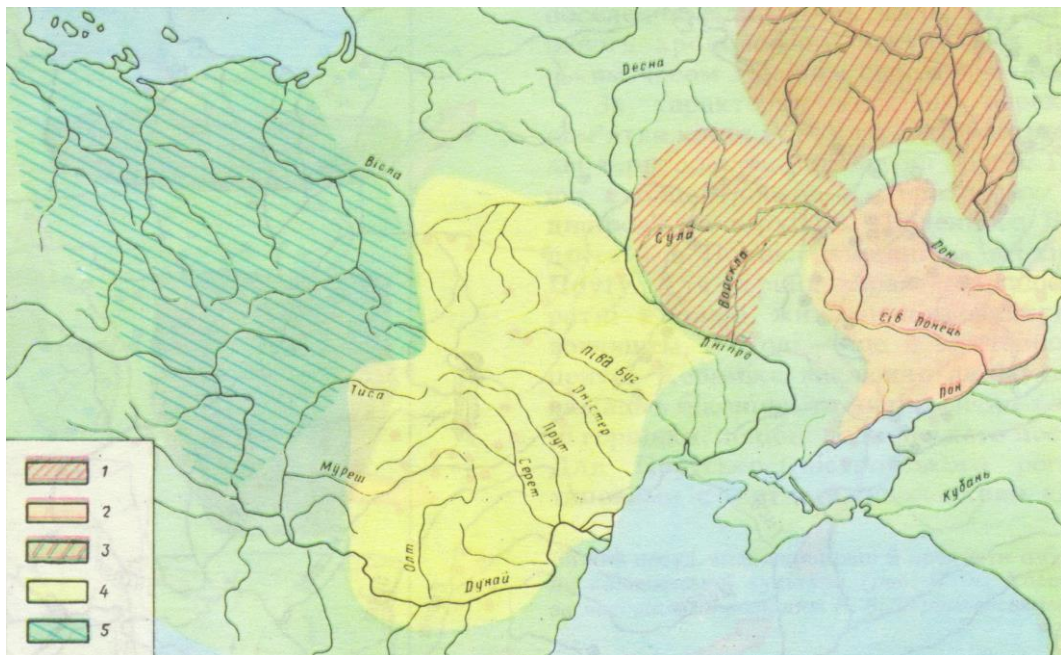 Десна
Вісла
Сула
Ворскла
Дон
Сів Донець
Дніпро
Півд Буг
Дністер
Дон
Тиса
Прут
Серет
Муреш
Кубань
Олт
Дунай
1
2
3
4
5